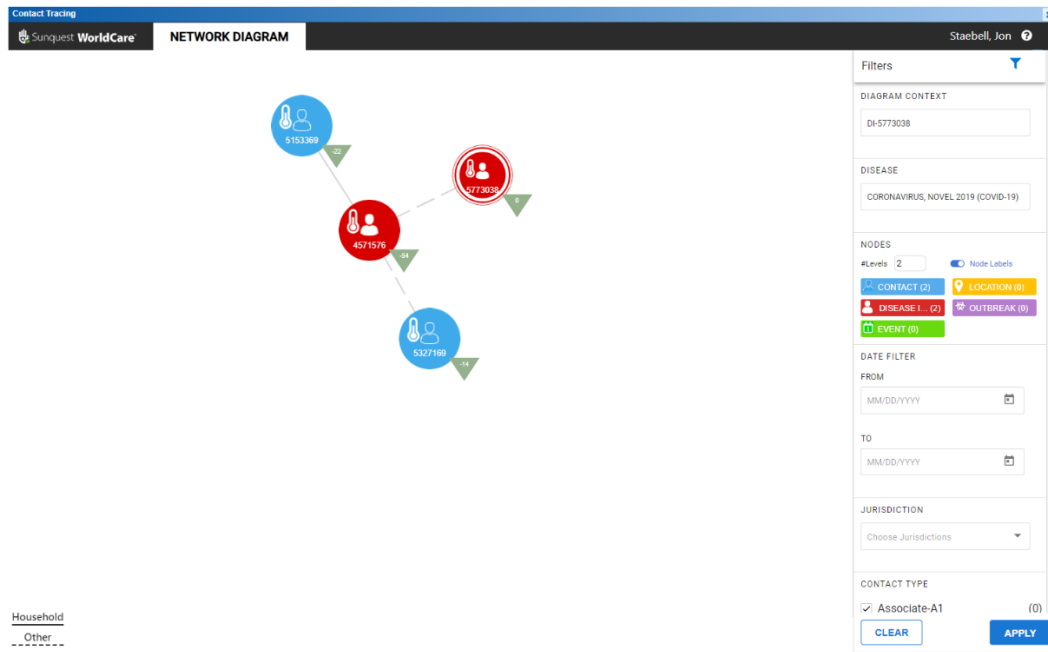 Contact Tracing
Sunquest WorldCare
NETWORK DIAGRAM
Staebell, Jon
5153369
-22
5773038
0
4571576
-54
5327169
-14
Household
Other
Filters
DIAGRAM CONTEXT
DI-5773038
DISEASE
CORONAVIRUS, NOVEL 2019 (COVID-19)
NODES
#Levels 2 Node Labels
CONTACT (2) LOCATION (0)
DISEASE I... (2) OUTBREAK (0)
EVENT (0)
DATE FILTER
FROM
MM/DD/YYYY
TO
MM/DD/YYYY
JURISDICTION
Choose Jurisdictions
CONTACT TYPE
Associate-A1 (0)
CLEAR APPLY